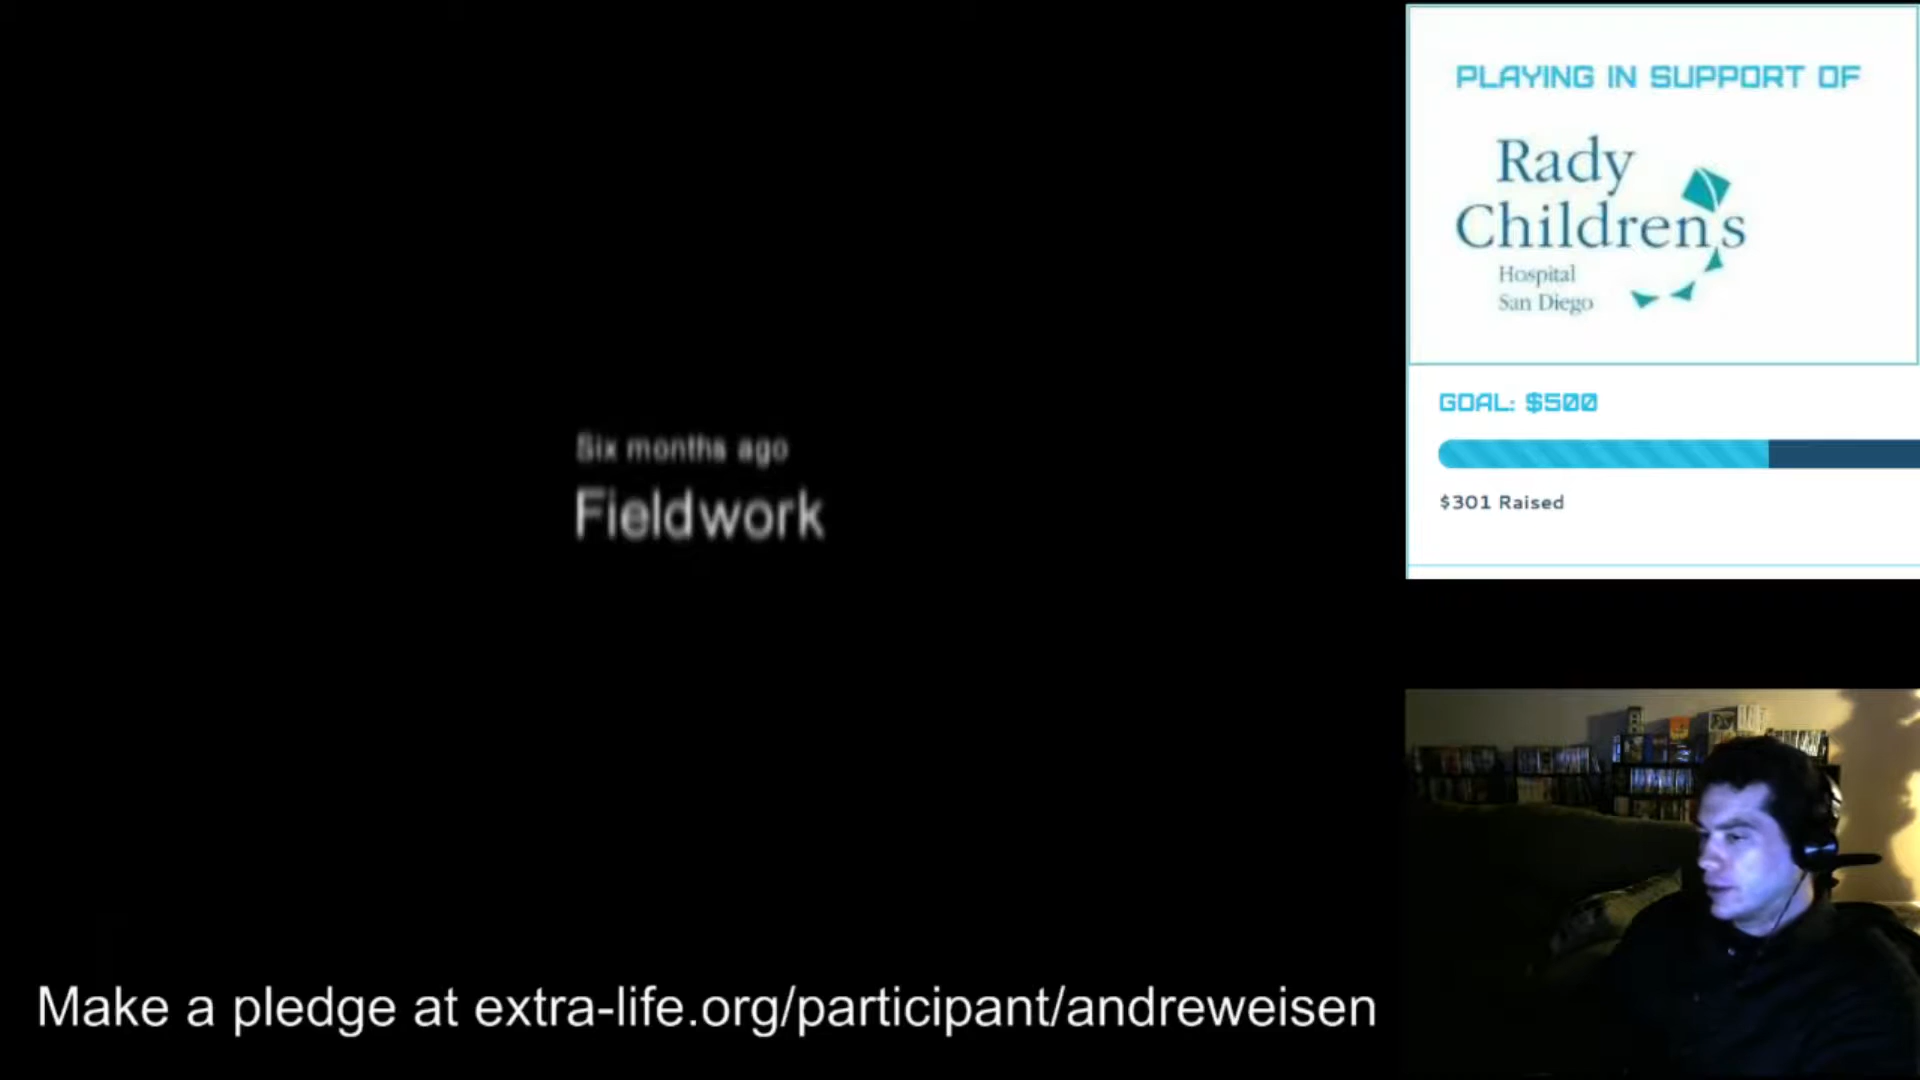 PLAYING IN SUPPORT OF
Rady
Children's
Hospital
San Diego
GOAL: $500
$301 Raised
Six months ago
Fieldwork
Make a pledge at extra-life.org/participant/andreweisen